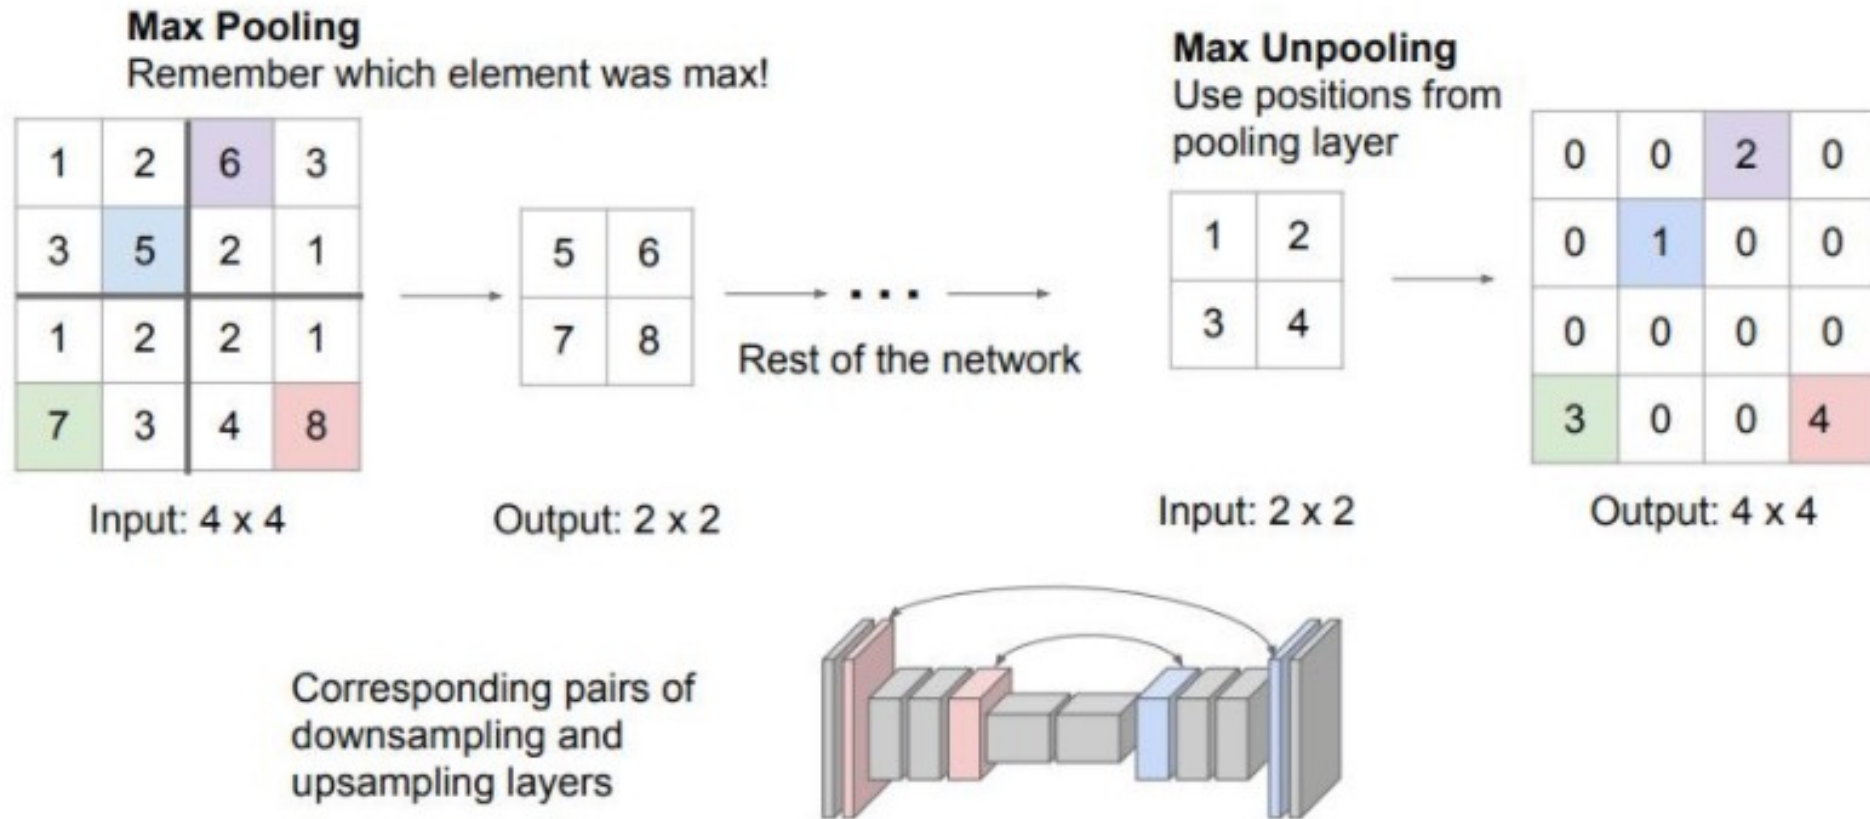 Max Pooling
Remember which element was max!
1 2 6 3
3 5 2 1
1 2 2 1
7 3 4 8
Input: 4 x 4
5 6
7 8
Output: 2 x 2
...
Rest of the network
Max Unpooling
Use positions from
pooling layer
1 2
3 4
Input: 2 x 2
0 0 2 0
0 1 0 0
0 0 0 0
3 0 0 4
Output: 4 x 4
Corresponding pairs of
downsampling and
upsampling layers